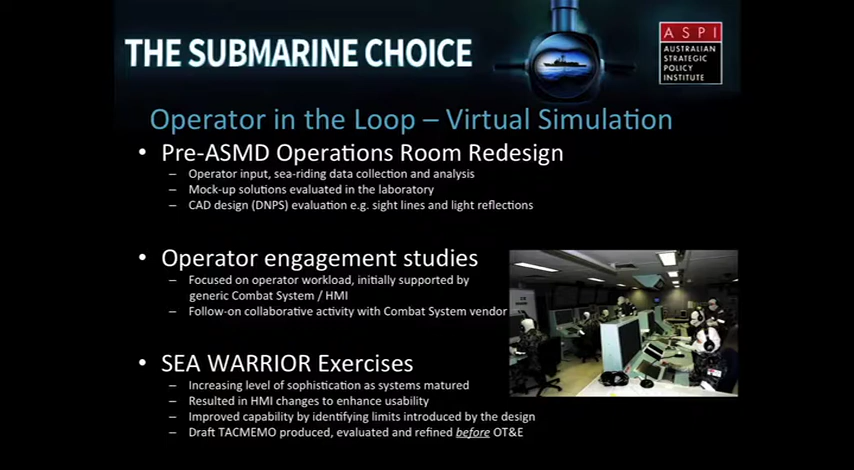 THE SUBMARINE CHOICE
ASPI
AUSTRALIAN
STRATEGIC
POLICY
INSTITUTE
Operator in the Loop – Virtual Simulation
• Pre-ASMD Operations Room Redesign
– Operator input, sea-riding data collection and analysis
– Mock-up solutions evaluated in the laboratory
– CAD design (DNPS) evaluation e.g. sight lines and light reflections
• Operator engagement studies
– Focused on operator workload, initially supported by
generic Combat System / HMI
– Follow-on collaborative activity with Combat System vendor
• SEA WARRIOR Exercises
– Increasing level of sophistication as systems matured
– Resulted in HMI changes to enhance usability
– Improved capability by identifying limits introduced by the design
– Draft TACMEMO produced, evaluated and refined before OT&E